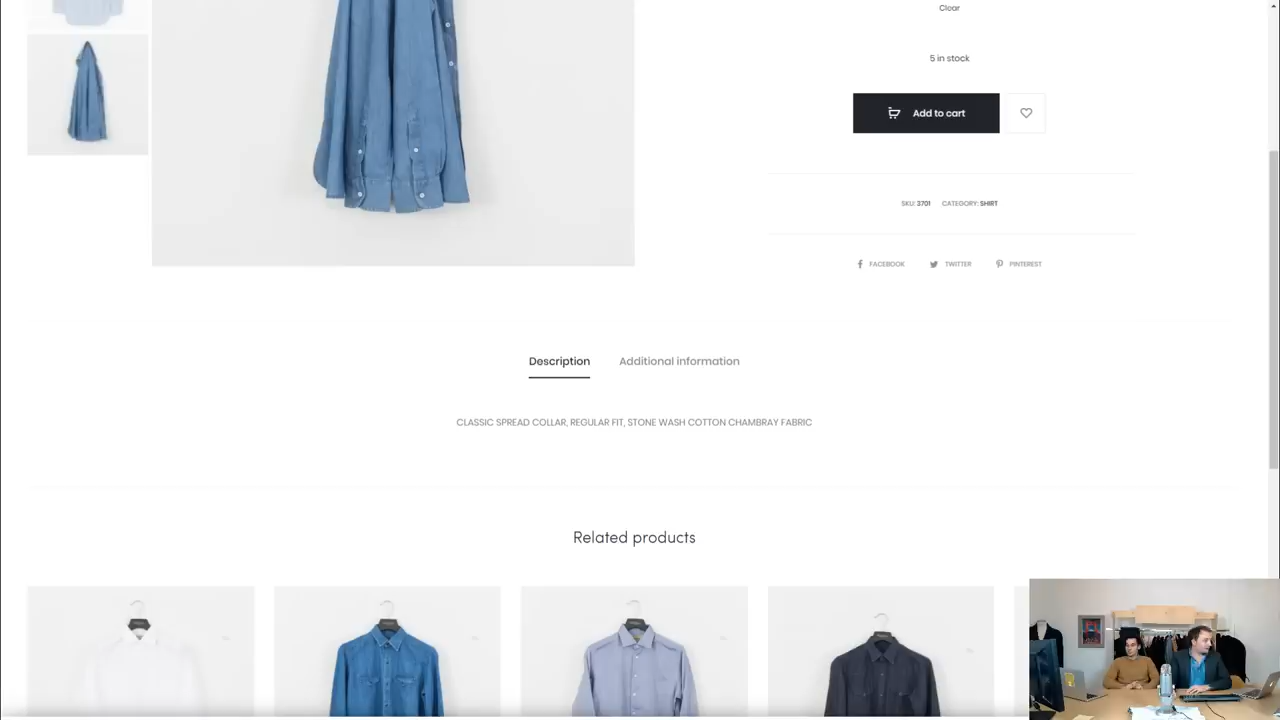 Clear
5 in stock
Add to cart
SKU: 3701 CATEGORY: SHIRT
FACEBOOK TWITTER PINTEREST
Description Additional information
CLASSIC SPREAD COLLAR, REGULAR FIT, STONE WASH COTTON CHAMBRAY FABRIC
Related products